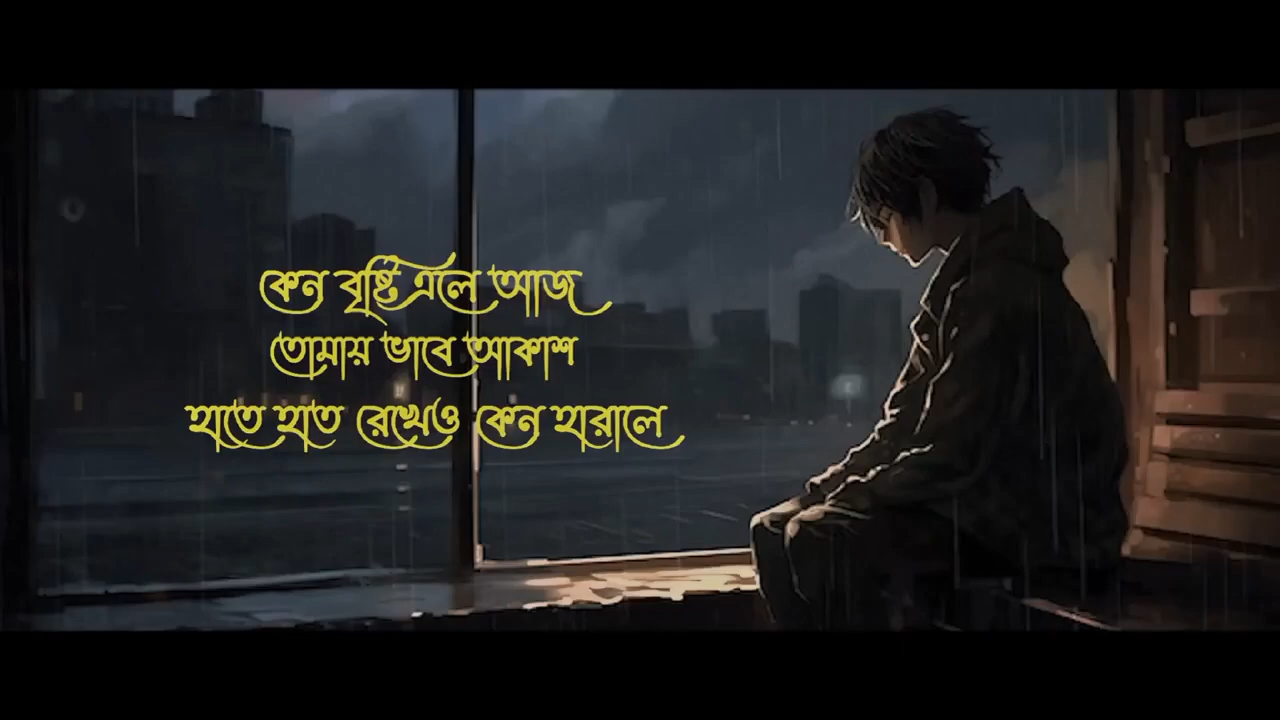 কেন বৃষ্টি এলে আজ
তোমায় ভাবে আকাশ
হাতে হাত রেখেও কেন হারালে